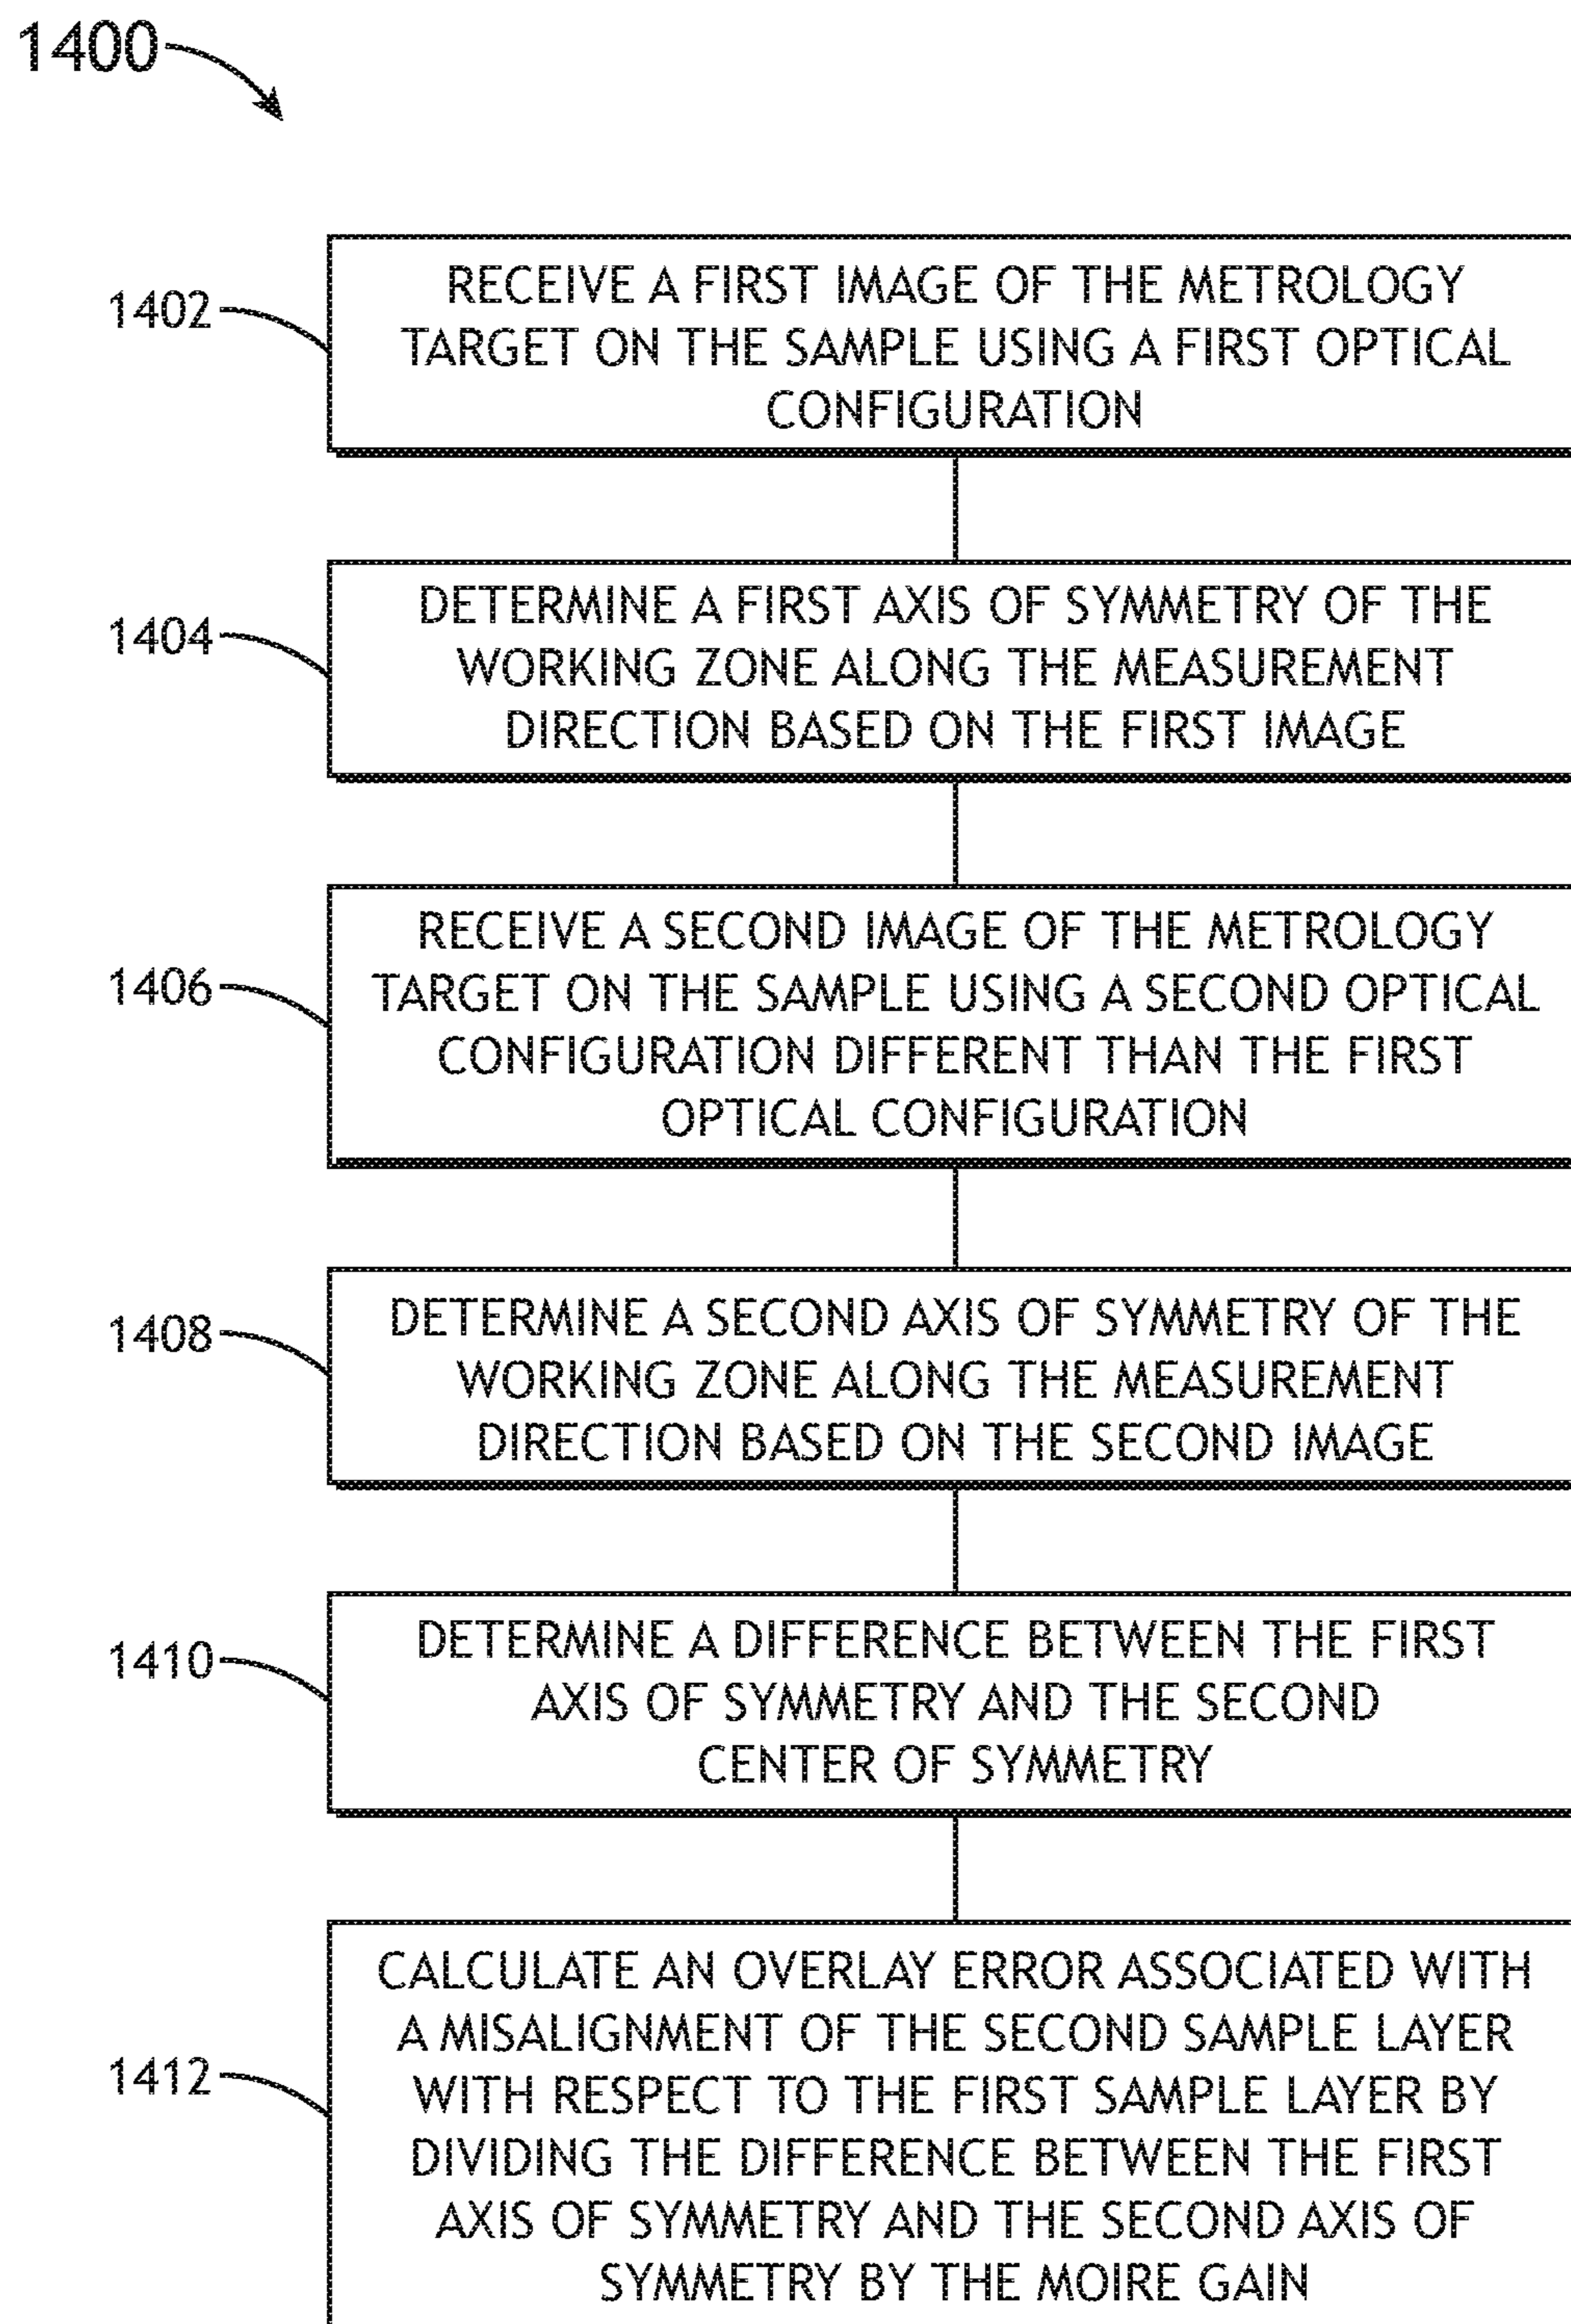 1400
1402
RECEIVE A FIRST IMAGE OF THE METROLOGY
TARGET ON THE SAMPLE USING A FIRST OPTICAL
CONFIGURATION
1404
DETERMINE A FIRST AXIS OF SYMMETRY OF THE
WORKING ZONE ALONG THE MEASUREMENT
DIRECTION BASED ON THE FIRST IMAGE
1406
RECEIVE A SECOND IMAGE OF THE METROLOGY
TARGET ON THE SAMPLE USING A SECOND OPTICAL
CONFIGURATION DIFFERENT THAN THE FIRST
OPTICAL CONFIGURATION
1408
DETERMINE A SECOND AXIS OF SYMMETRY OF THE
WORKING ZONE ALONG THE MEASUREMENT
DIRECTION BASED ON THE SECOND IMAGE
1410
DETERMINE A DIFFERENCE BETWEEN THE FIRST
AXIS OF SYMMETRY AND THE SECOND
CENTER OF SYMMETRY
1412
CALCULATE AN OVERLAY ERROR ASSOCIATED WITH
A MISALIGNMENT OF THE SECOND SAMPLE LAYER
WITH RESPECT TO THE FIRST SAMPLE LAYER BY
DIVIDING THE DIFFERENCE BETWEEN THE FIRST
AXIS OF SYMMETRY AND THE SECOND AXIS OF
SYMMETRY BY THE MOIRE GAIN